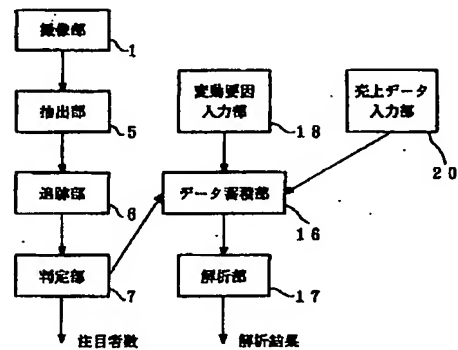 撮像部
1
抽出部
5
追跡部
6
判定部
7
注目者数
変動要因
入力部
18
売上データ
入力部
20
データ蓄積部
16
解析部
17
解析結果